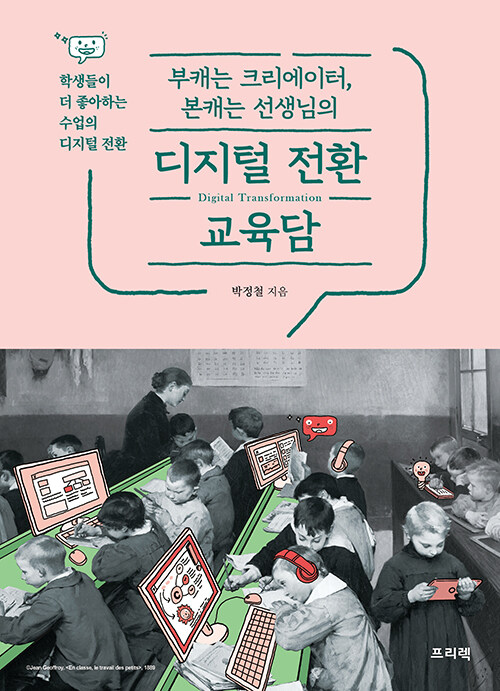 학생들이
더 좋아하는
수업의
디지털 전환
부캐는 크리에이터,
본캐는 선생님의
디지털 전환
Digital Transformation
교육담
박정철 지음
©Jean Geoffroy, «En classe, le travail des petits», 1889
프리렉